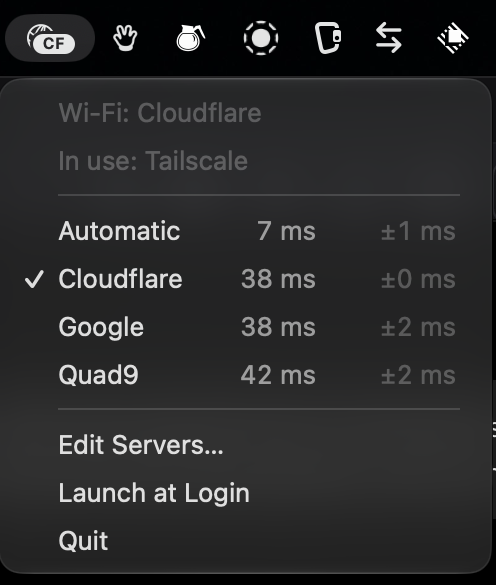 CF
Wi-Fi: Cloudflare
In use: Tailscale
Automatic 7 ms ±1 ms
✓ Cloudflare 38 ms ±0 ms
Google 38 ms ±2 ms
Quad9 42 ms ±2 ms
Edit Servers...
Launch at Login
Quit